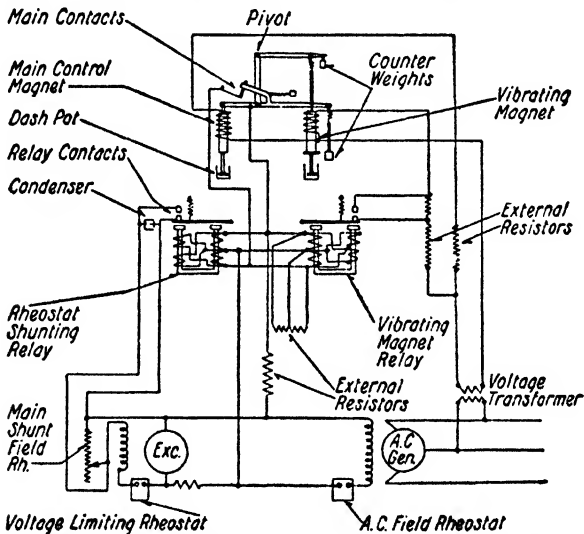 Main Contacts
Pivot
Main Control
Magnet
Counter
Weights
Vibrating
Magnet
Dash Pot
Relay Contacts
Condenser
External
Resistors
Rheostat
Shunting
Relay
Vibrating
Magnet
Relay
External
Resistors
Voltage
Transformer
Main
Shunt
Field
Rh.
Exc.
A.C
Gen.
Voltage Limiting Rheostat
A.C. Field Rheostat